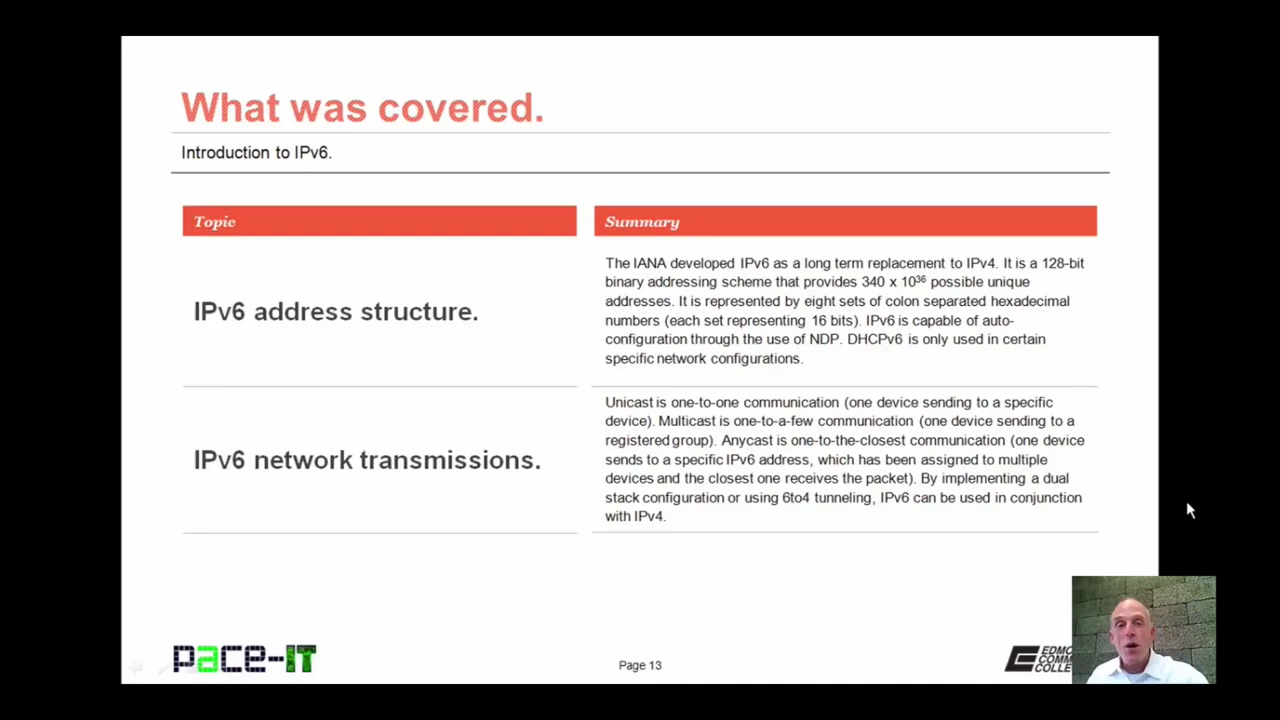 What was covered.
Introduction to IPv6.
Topic
Summary
IPv6 address structure.
The IANA developed IPv6 as a long term replacement to IPv4. It is a 128-bit
binary addressing scheme that provides 340 x 10³⁶ possible unique
addresses. It is represented by eight sets of colon separated hexadecimal
numbers (each set representing 16 bits). IPv6 is capable of auto-
configuration through the use of NDP. DHCPv6 is only used in certain
specific network configurations.
IPv6 network transmissions.
Unicast is one-to-one communication (one device sending to a specific
device). Multicast is one-to-a-few communication (one device sending to a
registered group). Anycast is one-to-the-closest communication (one device
sends to a specific IPv6 address, which has been assigned to multiple
devices and the closest one receives the packet). By implementing a dual
stack configuration or using 6to4 tunneling, IPv6 can be used in conjunction
with IPv4.
pace-IT
Page 13